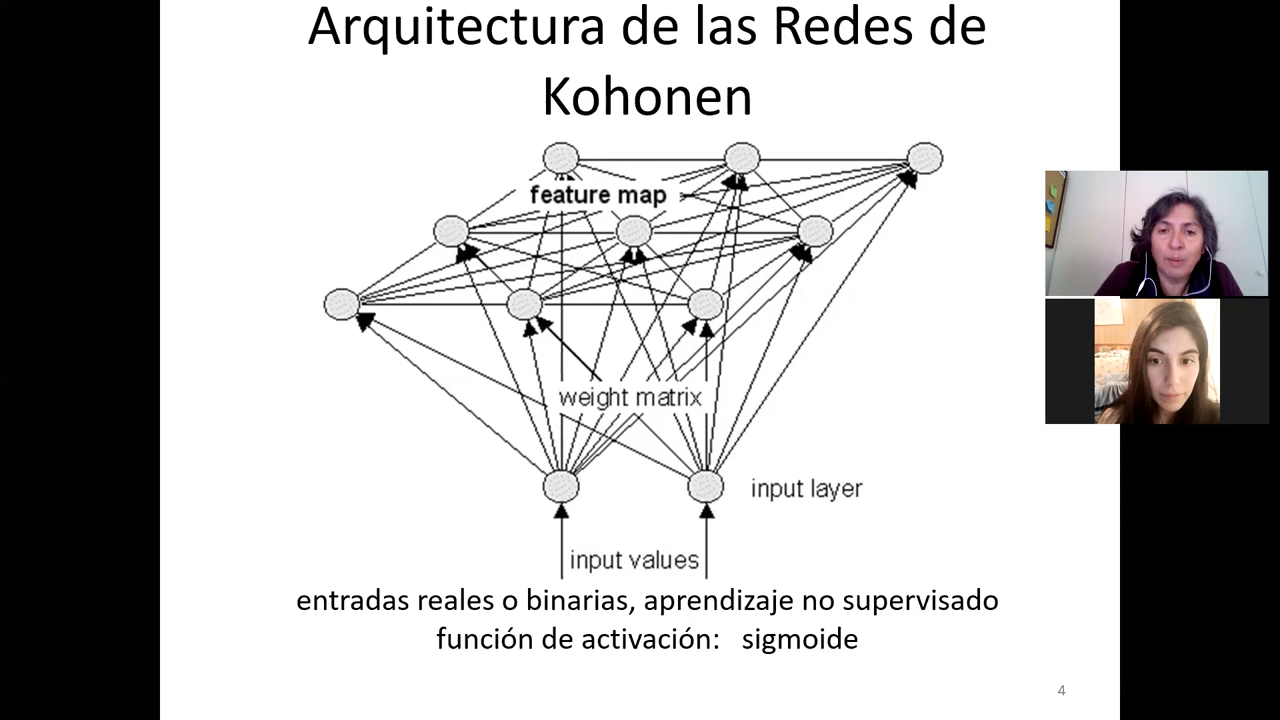 Arquitectura de las Redes de
Kohonen
feature map
weight matrix
input layer
input values
entradas reales o binarias, aprendizaje no supervisado
función de activación: sigmoide
4